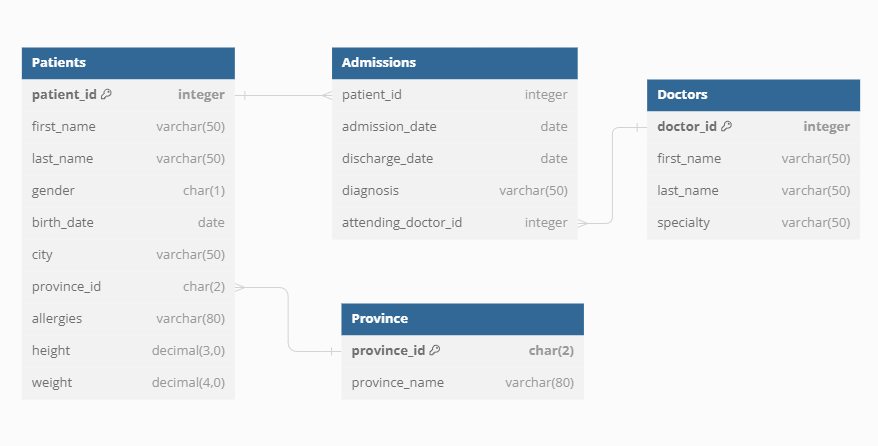 Patients
patient_id integer
first_name varchar(50)
last_name varchar(50)
gender char(1)
birth_date date
city varchar(50)
province_id char(2)
allergies varchar(80)
height decimal(3,0)
weight decimal(4,0)
Admissions
patient_id integer
admission_date date
discharge_date date
diagnosis varchar(50)
attending_doctor_id integer
Doctors
doctor_id integer
first_name varchar(50)
last_name varchar(50)
specialty varchar(50)
Province
province_id char(2)
province_name varchar(80)